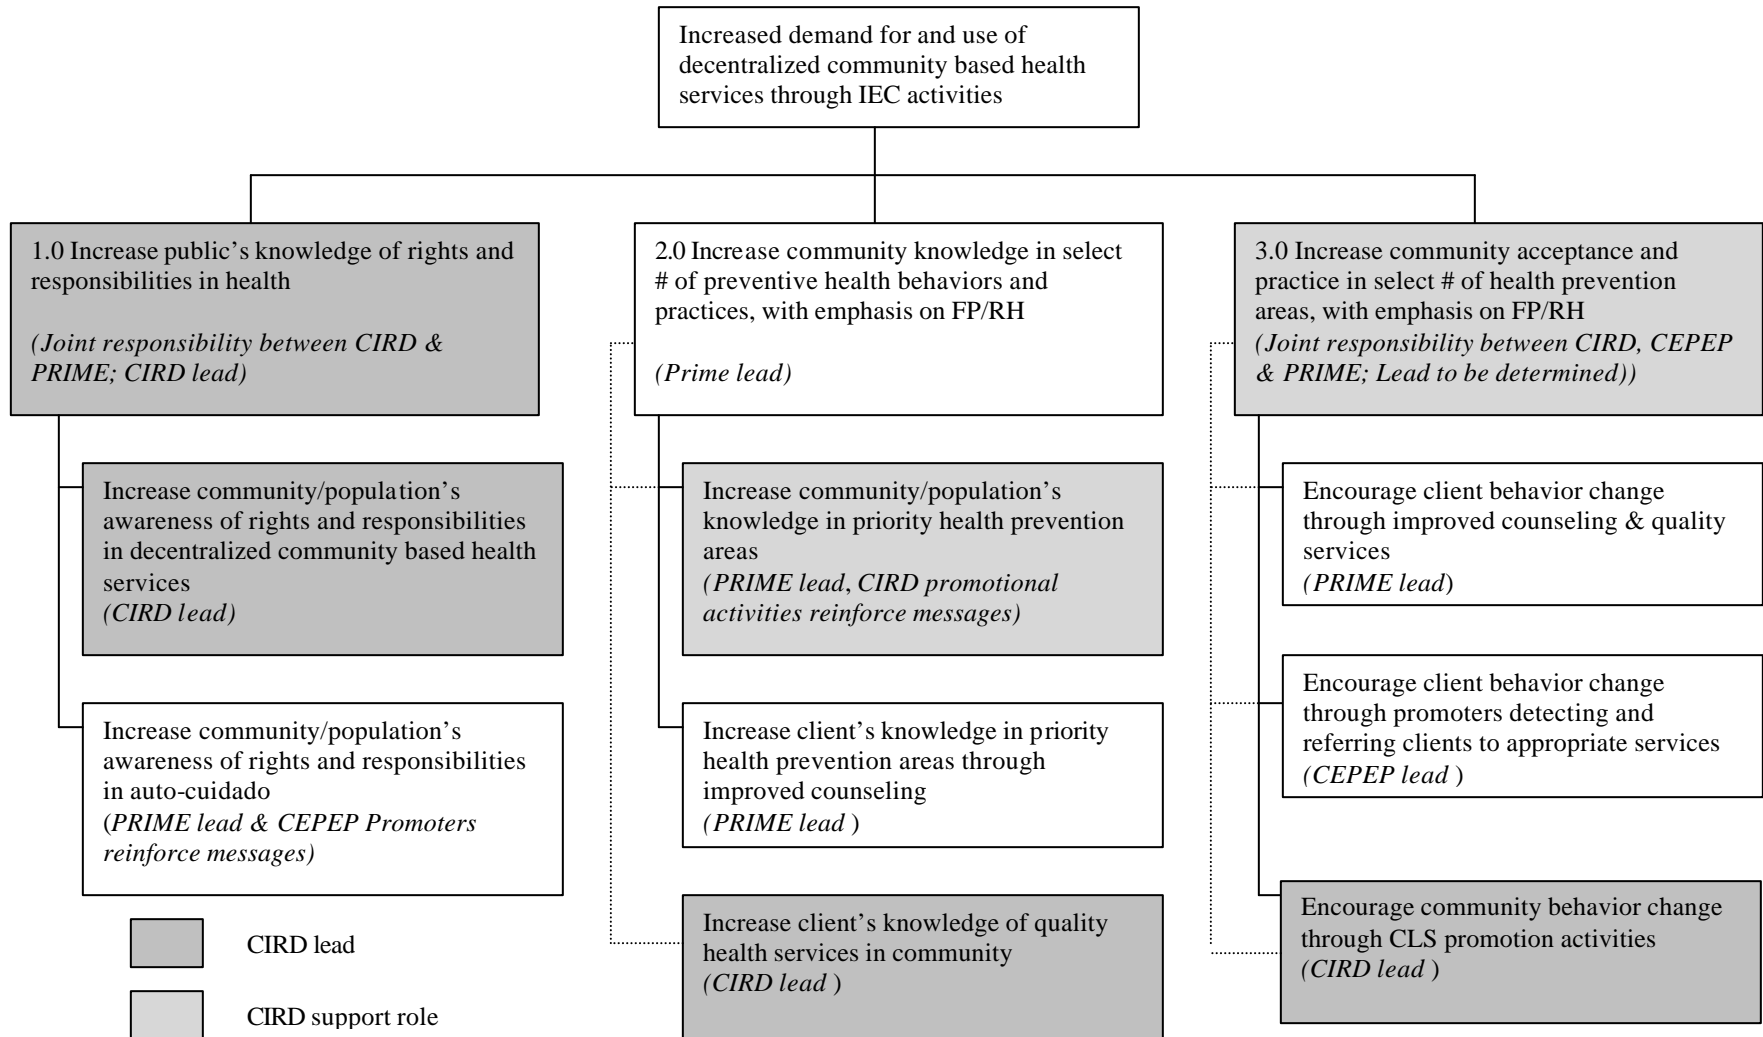 Increased demand for and use of
decentralized community based health
services through IEC activities
1.0 Increase public’s knowledge of rights and
responsibilities in health
(Joint responsibility between CIRD &
PRIME; CIRD lead)
2.0 Increase community knowledge in select
# of preventive health behaviors and
practices, with emphasis on FP/RH
(Prime lead)
3.0 Increase community acceptance and
practice in select # of health prevention
areas, with emphasis on FP/RH
(Joint responsibility between CIRD, CEPEP
& PRIME; Lead to be determined))
Increase community/population’s
awareness of rights and responsibilities
in decentralized community based health
services
(CIRD lead)
Increase community/population’s
knowledge in priority health prevention
areas
(PRIME lead, CIRD promotional
activities reinforce messages)
Encourage client behavior change
through improved counseling & quality
services
(PRIME lead)
Increase community/population’s
awareness of rights and responsibilities
in auto-cuidado
(PRIME lead & CEPEP Promoters
reinforce messages)
Increase client’s knowledge in priority
health prevention areas through
improved counseling
(PRIME lead )
Encourage client behavior change
through promoters detecting and
referring clients to appropriate services
(CEPEP lead )
Increase client’s knowledge of quality
health services in community
(CIRD lead )
Encourage community behavior change
through CLS promotion activities
(CIRD lead )
CIRD lead
CIRD support role